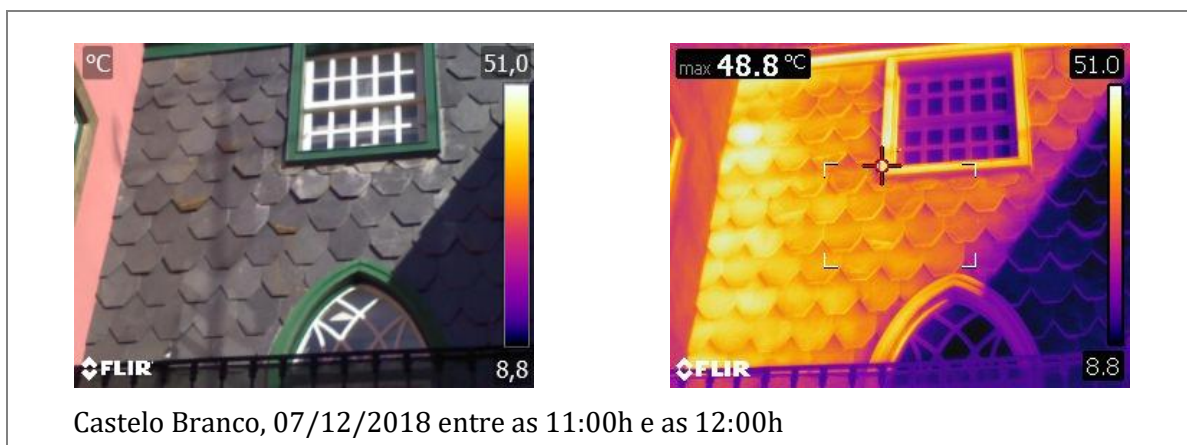 °C
51,0
FLIR
8,8
max 48.8 °C
51.0
FLIR
8.8
Castelo Branco, 07/12/2018 entre as 11:00h e as 12:00h